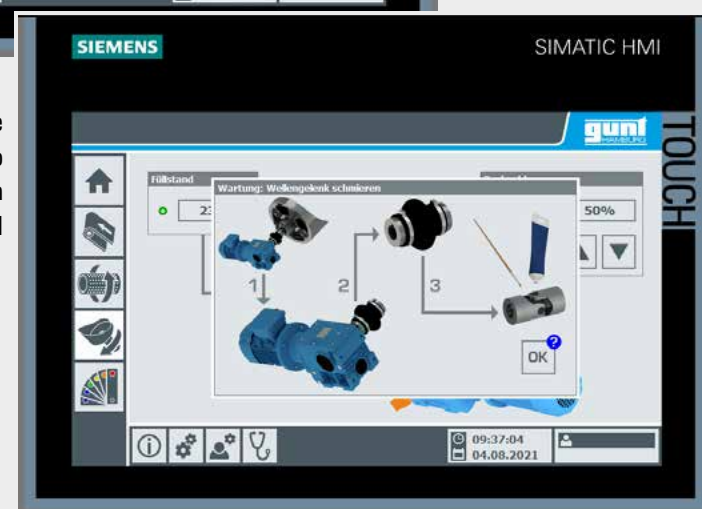 SIEMENS
SIMATIC HMI
TOUCH
gunt
HAMBURG
Füllstand
Wartung: Wellengelenk schmieren
50%
1
2
3
OK
?
09:37:04
04.08.2021